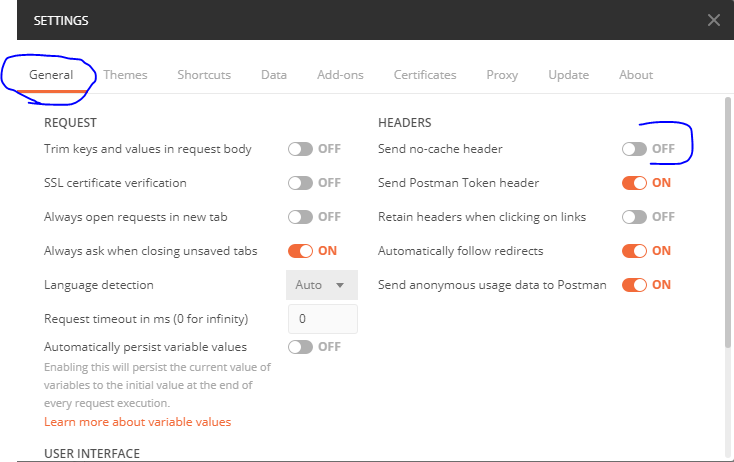 SETTINGS
General Themes Shortcuts Data Add-ons Certificates Proxy Update About
REQUEST
Trim keys and values in request body OFF
SSL certificate verification OFF
Always open requests in new tab OFF
Always ask when closing unsaved tabs ON
Language detection Auto
Request timeout in ms (0 for infinity) 0
Automatically persist variable values OFF
Enabling this will persist the current value of
variables to the initial value at the end of
every request execution.
Learn more about variable values
USER INTERFACE
HEADERS
Send no-cache header OFF
Send Postman Token header ON
Retain headers when clicking on links OFF
Automatically follow redirects ON
Send anonymous usage data to Postman ON